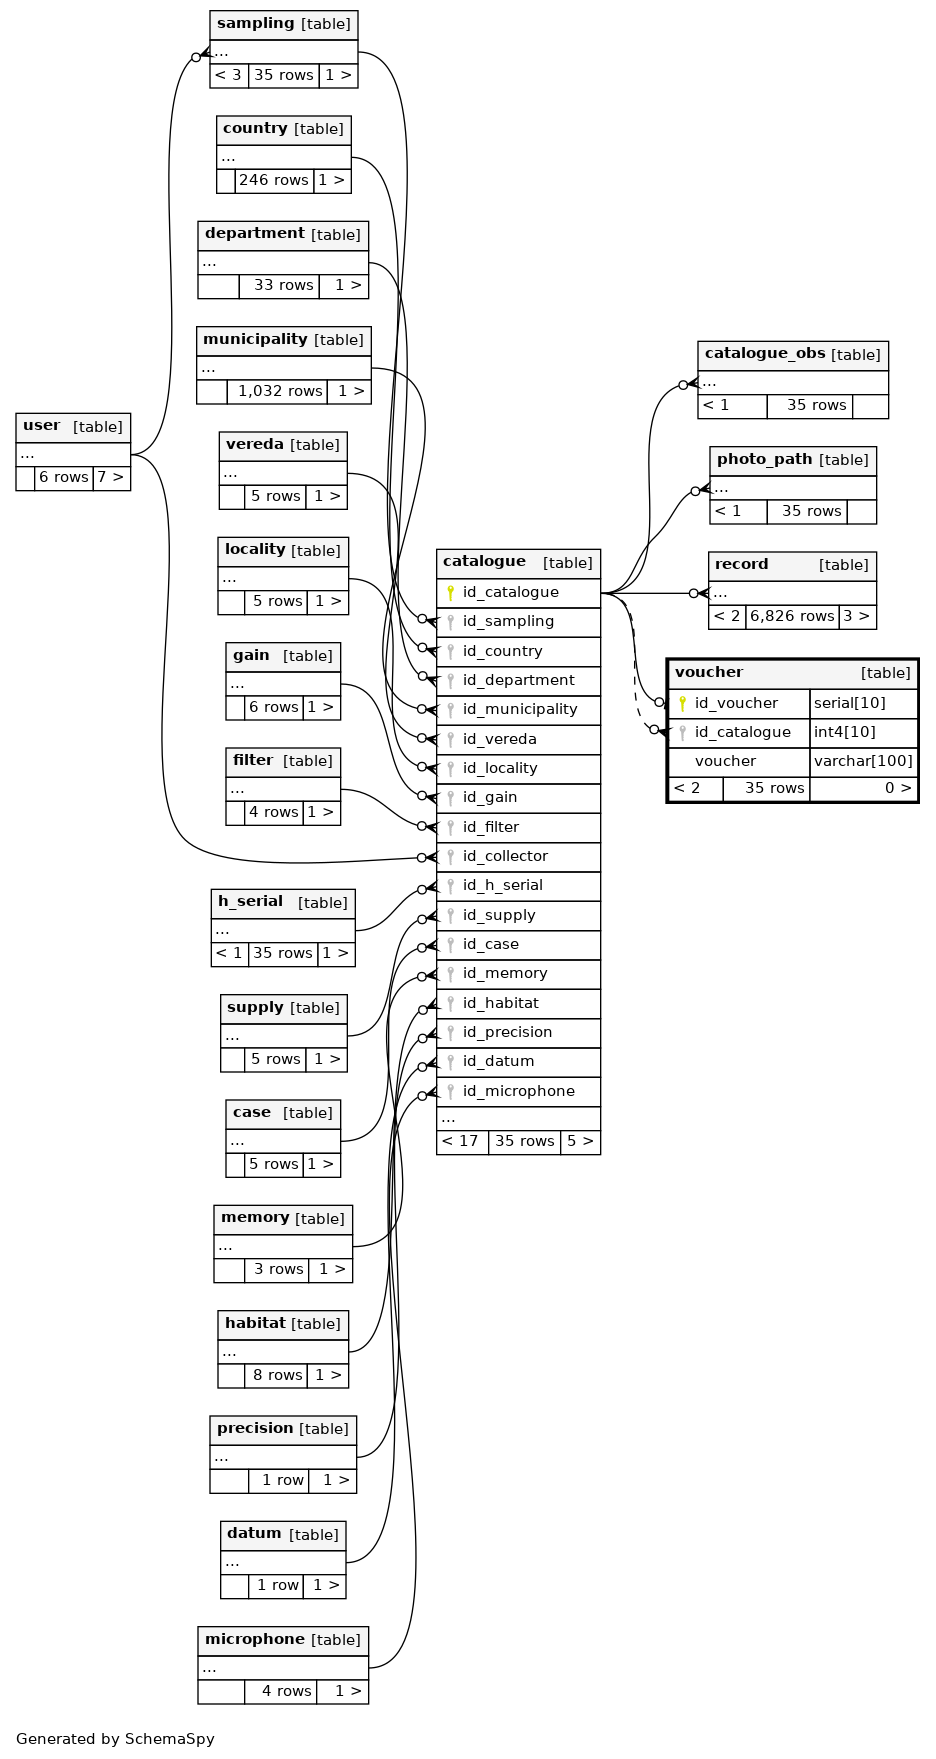 sampling [table]
...
< 3 35 rows 1 >
country [table]
...
246 rows 1 >
department [table]
...
33 rows 1 >
municipality [table]
...
1,032 rows 1 >
vereda [table]
...
5 rows 1 >
locality [table]
...
5 rows 1 >
gain [table]
...
6 rows 1 >
filter [table]
...
4 rows 1 >
user [table]
...
6 rows 7 >
h_serial [table]
...
< 1 35 rows 1 >
supply [table]
...
5 rows 1 >
case [table]
...
5 rows 1 >
memory [table]
...
3 rows 1 >
habitat [table]
...
8 rows 1 >
precision [table]
...
1 row 1 >
datum [table]
...
1 row 1 >
microphone [table]
...
4 rows 1 >
catalogue [table]
id_catalogue
id_sampling
id_country
id_department
id_municipality
id_vereda
id_locality
id_gain
id_filter
id_collector
id_h_serial
id_supply
id_case
id_memory
id_habitat
id_precision
id_datum
id_microphone
...
< 17 35 rows 5 >
catalogue_obs [table]
...
< 1 35 rows
photo_path [table]
...
< 1 35 rows
record [table]
...
< 2 6,826 rows 3 >
voucher [table]
id_voucher serial[10]
id_catalogue int4[10]
voucher varchar[100]
< 2 35 rows 0 >
Generated by SchemaSpy